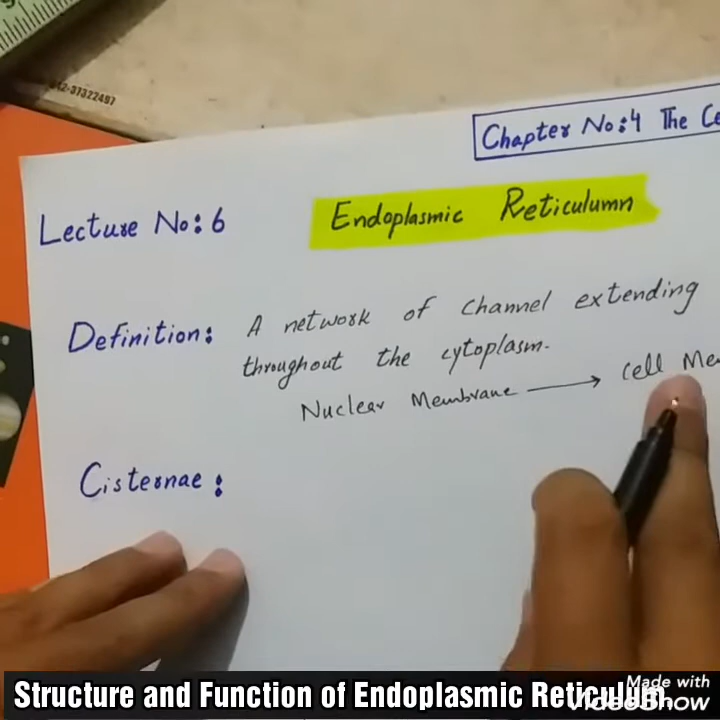 042-37322497
Chapter No:4 The Ce
Lecture No:6
Endoplasmic Reticulumn
Definition: A network of channel extending
throughout the cytoplasm.
Nuclear Membrane → Cell Me
Cisternae:
Made with
VideoShow
Structure and Function of Endoplasmic Reticulum.